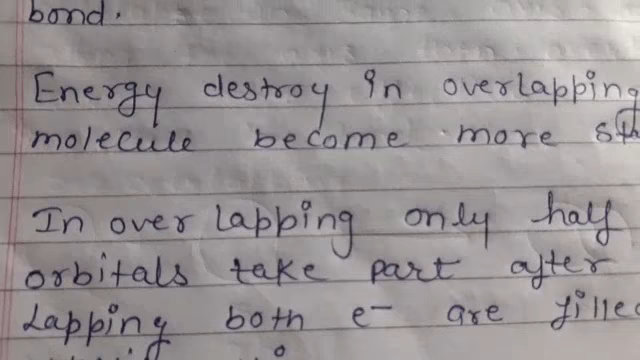 bond.
Energy destroy in overlapping
molecule become more
In over lapping only half
orbitals take part after
Lapping both e- are filled